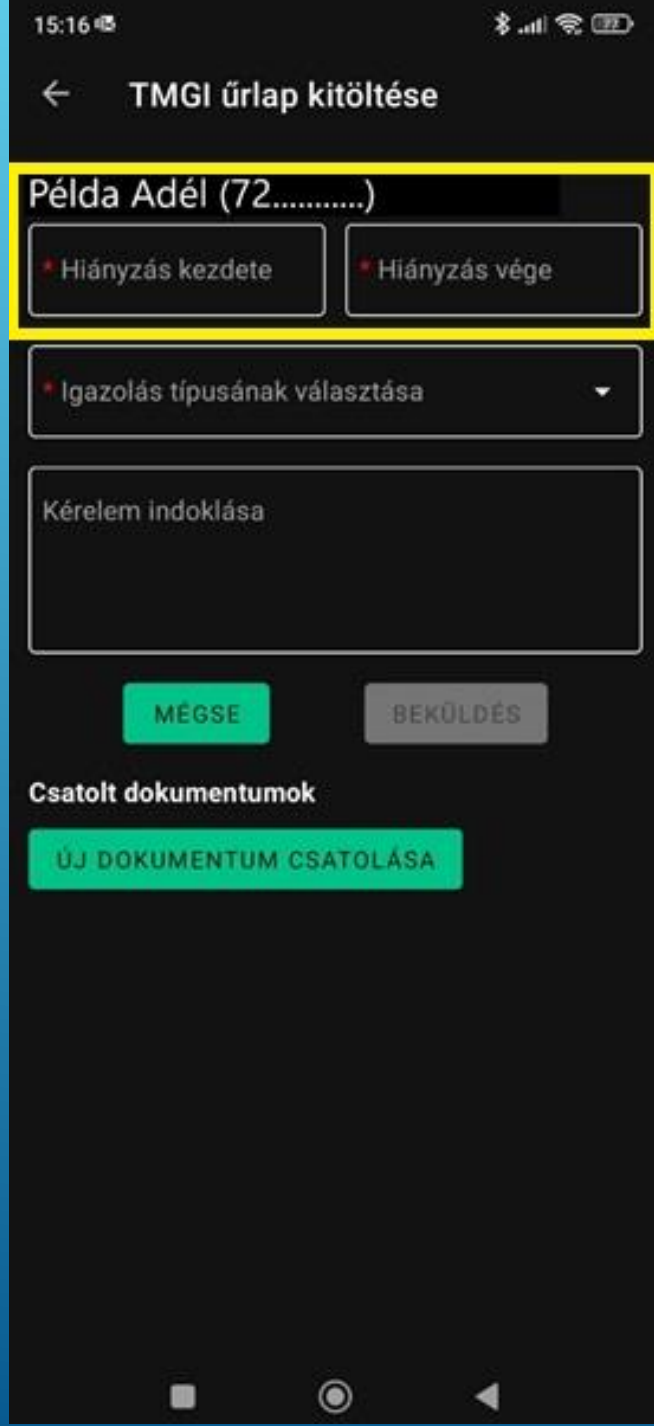 15:16
77
TMGI űrlap kitöltése
Példa Adél (72...........)
* Hiányzás kezdete * Hiányzás vége
* Igazolás típusának választása
Kérelem indoklása
MÉGSE BEKÜLDÉS
Csatolt dokumentumok
ÚJ DOKUMENTUM CSATOLÁSA